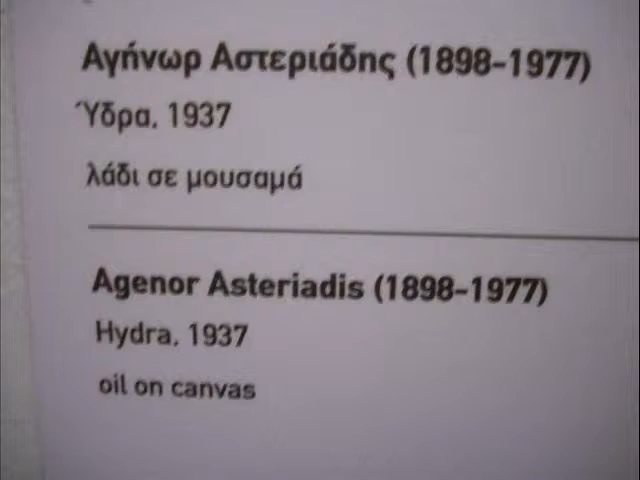 Αγήνωρ Αστεριάδης (1898-1977)
Ύδρα, 1937
λάδι σε μουσαμά
Agenor Asteriadis (1898-1977)
Hydra, 1937
oil on canvas